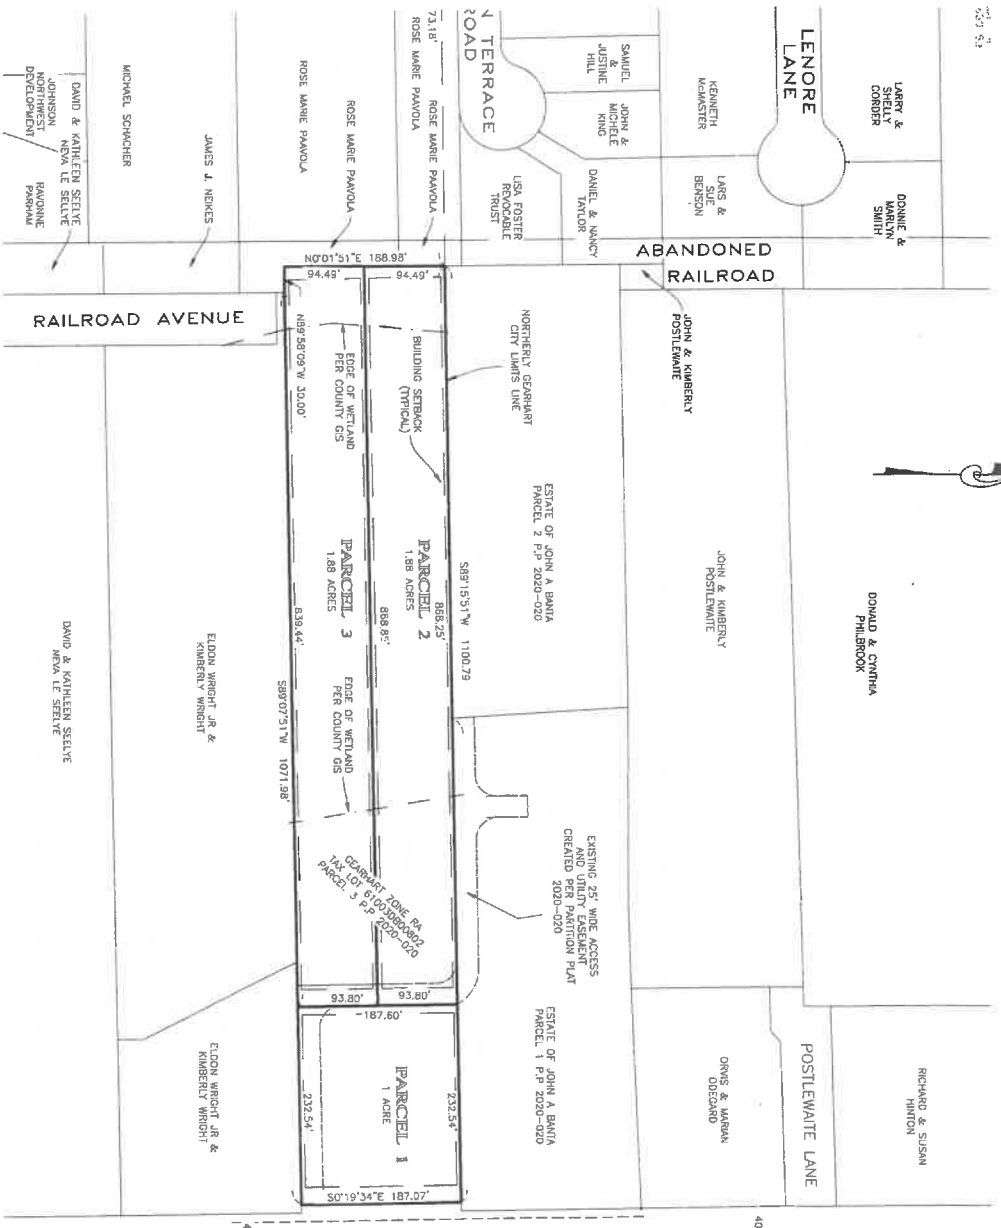 LENORE
LANE
LARRY &
SHELLY
CORDER
DONNIE &
MARLYN
SMITH
KENNETH
McMASTER
LARS &
SUE
BENSON
SAMUEL
&
JUSTINE
HILL
JOHN &
MICHELE
KING
DANIEL & NANCY
TAYLOR
LISA FOSTER
REVOCABLE
TRUST
N TERRACE
ROAD
73.18'
ROSE MARIE PAAVOLA
ROSE MARIE PAAVOLA
ROSE MARIE PAAVOLA
ROSE MARIE PAAVOLA
JAMES J. NEIKES
MICHAEL SCHACHER
DAVID & KATHLEEN SEELYE
NEVA LE SELLYE
JOHNSON
NORTHWEST
DEVELOPMENT
RAVONNE
PARHAM
ABANDONED
RAILROAD
RAILROAD AVENUE
N0°01'51"E 188.98'
94.49'
94.49'
N89°58'09"W 30.00'
JOHN & KIMBERLY
POSTLEWAITE
NORTHERLY GEARHART
CITY LIMITS LINE
BUILDING SETBACK
(TYPICAL)
EDGE OF WETLAND
PER COUNTY GIS
ESTATE OF JOHN A BANTA
PARCEL 2 P.P 2020-020
JOHN & KIMBERLY
POSTLEWAITE
DONALD & CYNTHIA
PHILBROOK
S89°15'51"W 1100.79
868.25'
PARCEL 2
1.88 ACRES
868.85'
PARCEL 3
1.88 ACRES
839.44'
S89°07'51"W 1071.98'
EDGE OF WETLAND
PER COUNTY GIS
ELDON WRIGHT JR &
KIMBERLY WRIGHT
DAVID & KATHLEEN SEELYE
NEVA LE SEELYE
EXISTING 25' WIDE ACCESS
AND UTILITY EASEMENT
CREATED PER PARTITION PLAT
2020-020
GEARHART ZONE RA
TAX LOT 61003DB00802
PARCEL 3 P.P 2020-020
93.80'
93.80'
187.60'
ESTATE OF JOHN A BANTA
PARCEL 1 P.P 2020-020
PARCEL 1
1 ACRE
232.54'
232.54'
S0°19'34"E 187.07'
ELDON WRIGHT JR &
KIMBERLY WRIGHT
ORVIS & MARIAN
ODEGARD
POSTLEWAITE LANE
RICHARD & SUSAN
HINTON
40